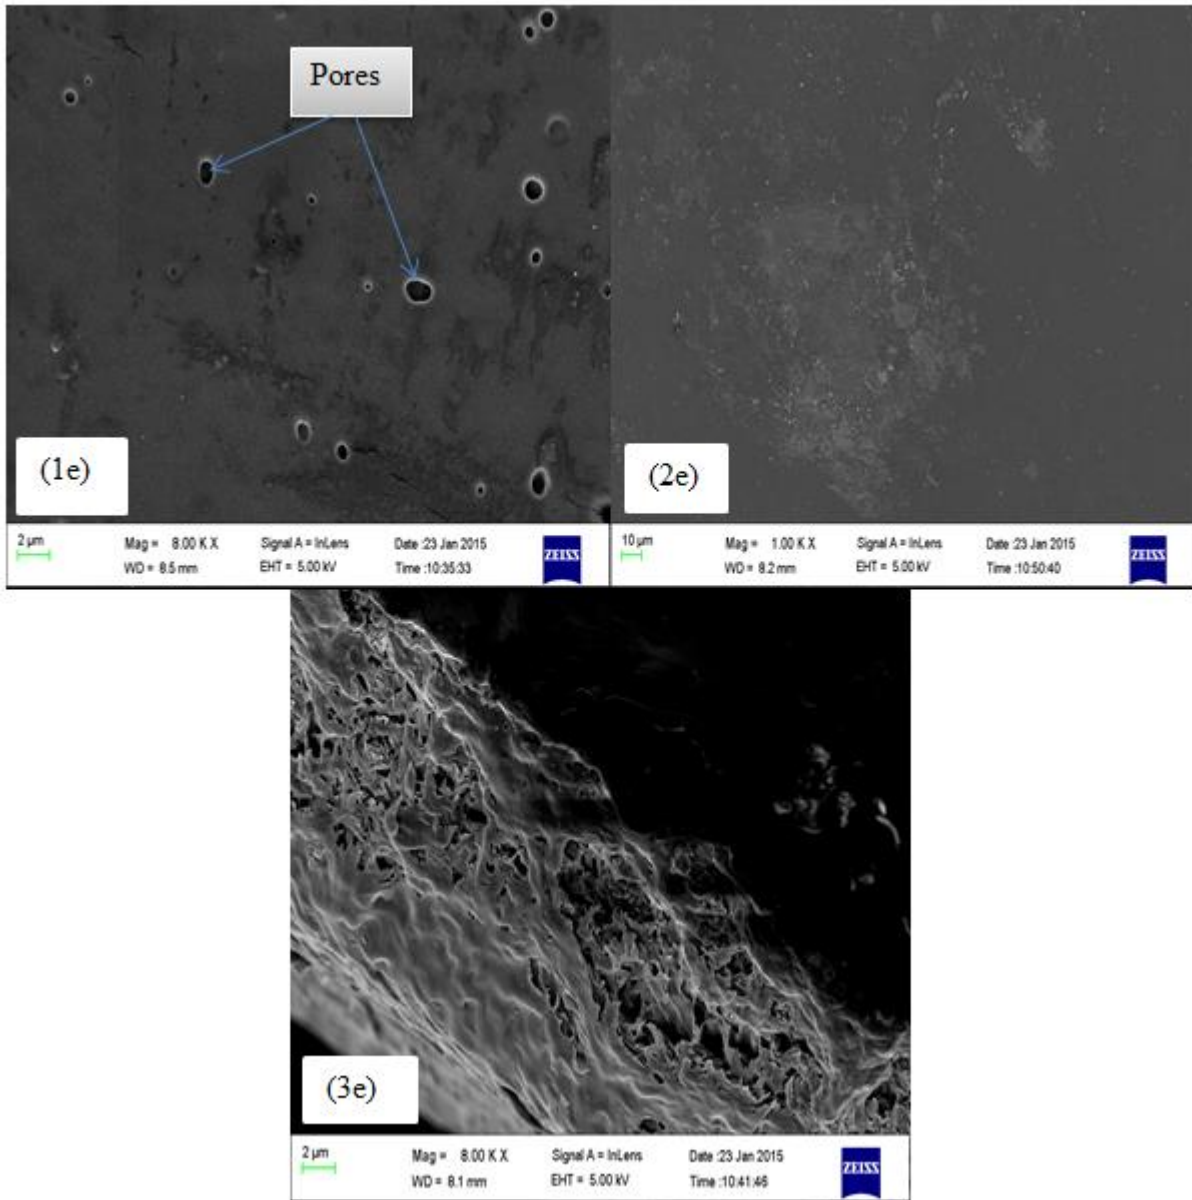 Pores
(1e)
2 µm
Mag = 8.00 K X
Signal A = InLens
Date :23 Jan 2015
WD = 8.5 mm
EHT = 5.00 kV
Time :10:35:33
ZEISS
(2e)
10 µm
Mag = 1.00 K X
Signal A = InLens
Date :23 Jan 2015
WD = 8.2 mm
EHT = 5.00 kV
Time :10:50:40
ZEISS
(3e)
2 µm
Mag = 8.00 K X
Signal A = InLens
Date :23 Jan 2015
WD = 8.1 mm
EHT = 5.00 kV
Time :10:41:46
ZEISS